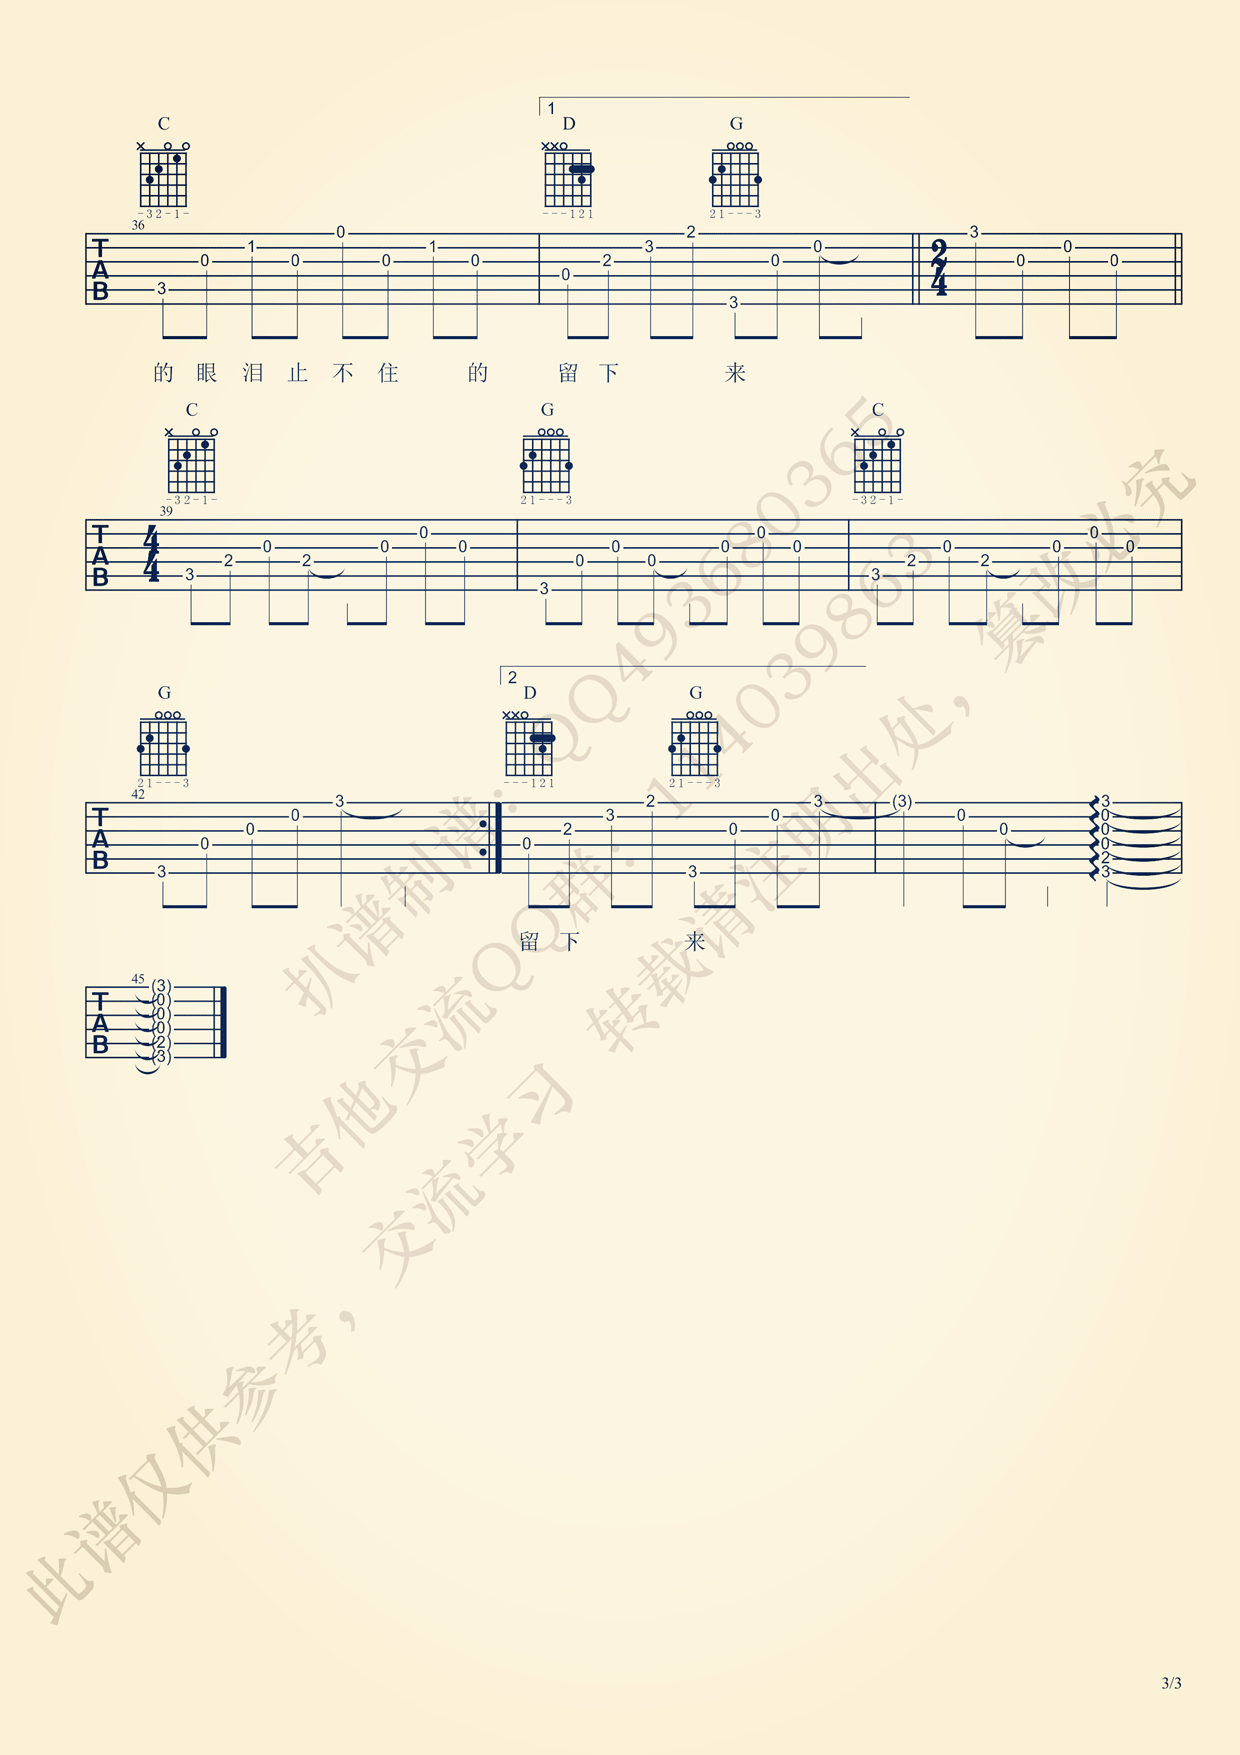 1
C D G
-32-1- ---121 21---3
36
0 2 3
1 0 1 3 0
0 0 0 0 2 0 0 0
0
3
3
TAB 2/4
的 眼 泪 止 不 住 的 留 下 来
C G C
-32-1- 21---3 -32-1-
39
0 0 0
0 0 0 0 0 0 0
2 2 0 0 2 2
3 3
3
TAB 4/4
2
G D G
21---3 ---121 21---3
42
3 2 3 (3) 3
0 3 0 0 0
0 2 0 0 0
0 0 0
2
3 3 3
TAB
留 下 来
45
(3)
(0)
(0)
(0)
(2)
(3)
TAB
扒谱制谱：QQ493680365
吉他交流QQ群：114039863
此谱仅供参考，交流学习 转载请注明出处，篡改必究
3/3